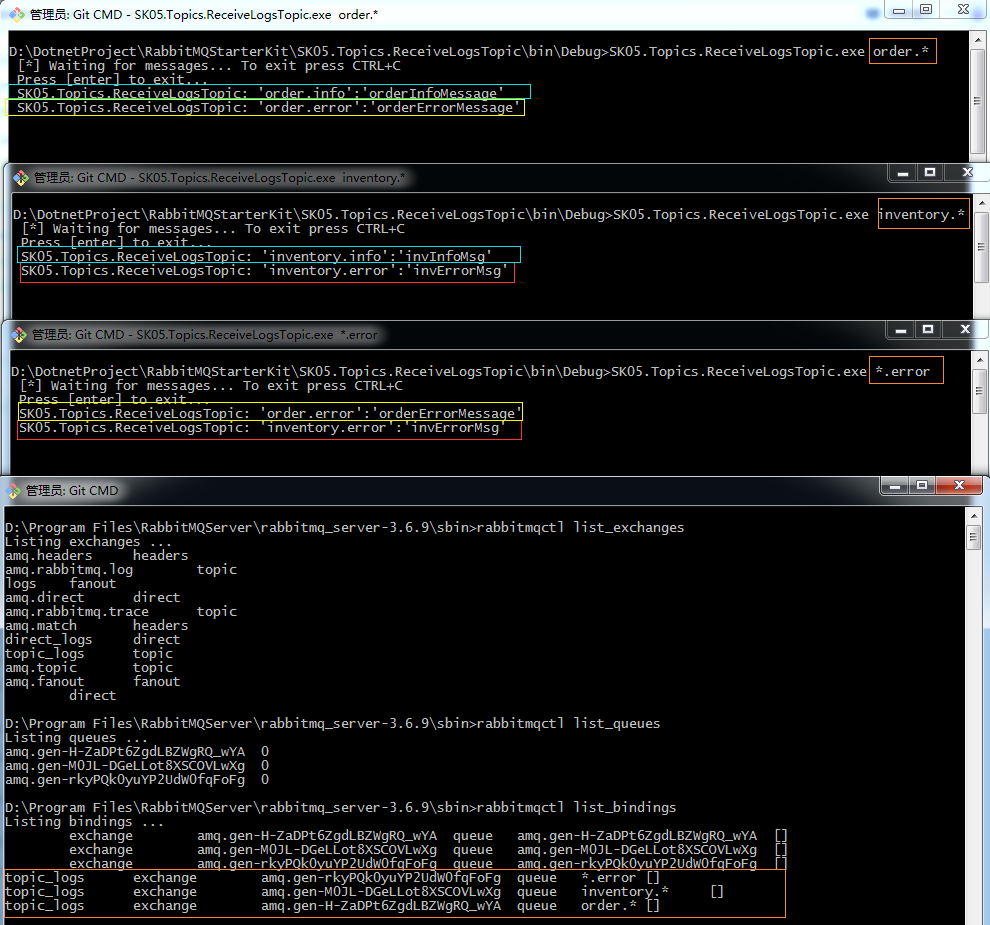 管理员: Git CMD - SK05.Topics.ReceiveLogsTopic.exe order.*
D:\DotnetProject\RabbitMQStarterKit\SK05.Topics.ReceiveLogsTopic\bin\Debug>SK05.Topics.ReceiveLogsTopic.exe order.*
[*] Waiting for messages... To exit press CTRL+C
Press [enter] to exit...
SK05.Topics.ReceiveLogsTopic: 'order.info':'orderInfoMessage'
SK05.Topics.ReceiveLogsTopic: 'order.error':'orderErrorMessage'
管理员: Git CMD - SK05.Topics.ReceiveLogsTopic.exe inventory.*
D:\DotnetProject\RabbitMQStarterKit\SK05.Topics.ReceiveLogsTopic\bin\Debug>SK05.Topics.ReceiveLogsTopic.exe inventory.*
[*] Waiting for messages... To exit press CTRL+C
Press [enter] to exit...
SK05.Topics.ReceiveLogsTopic: 'inventory.info':'invInfoMsg'
SK05.Topics.ReceiveLogsTopic: 'inventory.error':'invErrorMsg'
管理员: Git CMD - SK05.Topics.ReceiveLogsTopic.exe *.error
D:\DotnetProject\RabbitMQStarterKit\SK05.Topics.ReceiveLogsTopic\bin\Debug>SK05.Topics.ReceiveLogsTopic.exe *.error
[*] Waiting for messages... To exit press CTRL+C
Press [enter] to exit...
SK05.Topics.ReceiveLogsTopic: 'order.error':'orderErrorMessage'
SK05.Topics.ReceiveLogsTopic: 'inventory.error':'invErrorMsg'
管理员: Git CMD
D:\Program Files\RabbitMQServer\rabbitmq_server-3.6.9\sbin>rabbitmqctl list_exchanges
Listing exchanges ...
amq.headers headers
amq.rabbitmq.log topic
logs fanout
amq.direct direct
amq.rabbitmq.trace topic
amq.match headers
direct_logs direct
topic_logs topic
amq.topic topic
amq.fanout fanout
direct
D:\Program Files\RabbitMQServer\rabbitmq_server-3.6.9\sbin>rabbitmqctl list_queues
Listing queues ...
amq.gen-H-ZaDPt6ZgdLBZWgRQ_wYA 0
amq.gen-M0JL-DGeLLot8XSCOVLwXg 0
amq.gen-rkyPQk0yuYP2UdW0fqFoFg 0
D:\Program Files\RabbitMQServer\rabbitmq_server-3.6.9\sbin>rabbitmqctl list_bindings
Listing bindings ...
exchange amq.gen-H-ZaDPt6ZgdLBZWgRQ_wYA queue amq.gen-H-ZaDPt6ZgdLBZWgRQ_wYA []
exchange amq.gen-M0JL-DGeLLot8XSCOVLwXg queue amq.gen-M0JL-DGeLLot8XSCOVLwXg []
exchange amq.gen-rkyPQk0yuYP2UdW0fqFoFg queue amq.gen-rkyPQk0yuYP2UdW0fqFoFg []
topic_logs exchange amq.gen-rkyPQk0yuYP2UdW0fqFoFg queue *.error []
topic_logs exchange amq.gen-M0JL-DGeLLot8XSCOVLwXg queue inventory.* []
topic_logs exchange amq.gen-H-ZaDPt6ZgdLBZWgRQ_wYA queue order.* []